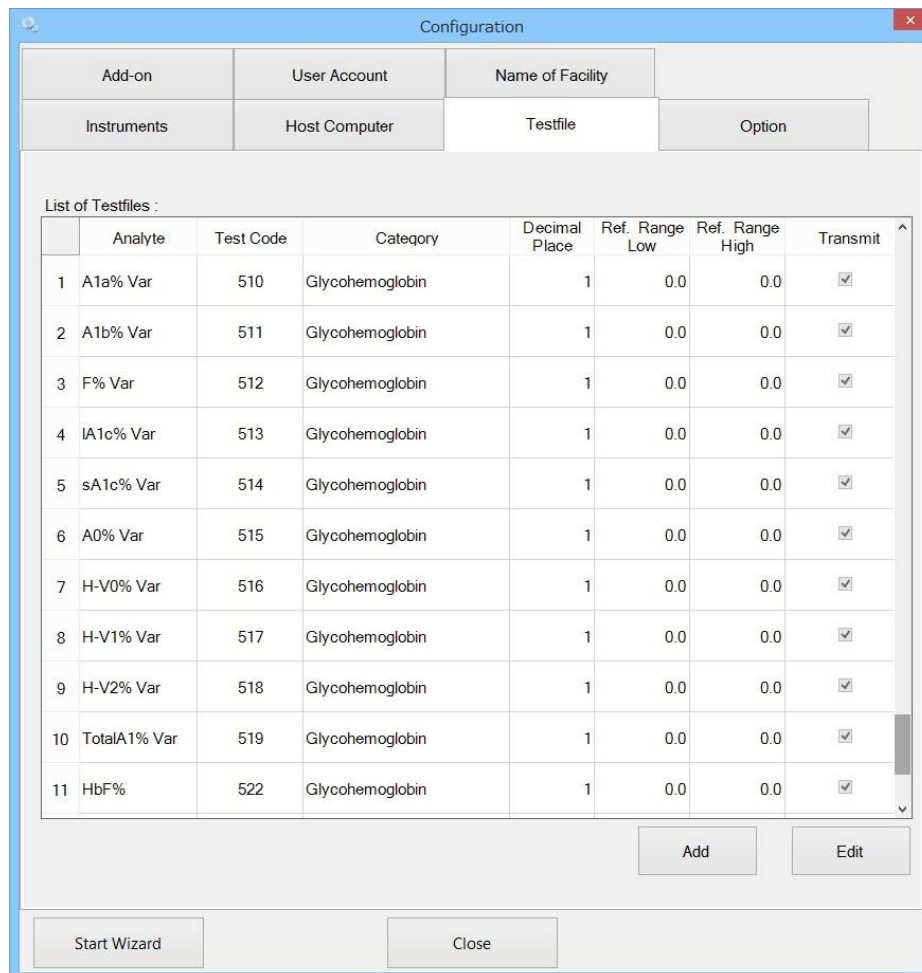 Configuration
Add-on User Account Name of Facility
Instruments Host Computer Testfile Option
List of Testfiles :
Analyte Test Code Category Decimal Place Ref. Range Low Ref. Range High Transmit
1 A1a% Var 510 Glycohemoglobin 1 0.0 0.0
2 A1b% Var 511 Glycohemoglobin 1 0.0 0.0
3 F% Var 512 Glycohemoglobin 1 0.0 0.0
4 lA1c% Var 513 Glycohemoglobin 1 0.0 0.0
5 sA1c% Var 514 Glycohemoglobin 1 0.0 0.0
6 A0% Var 515 Glycohemoglobin 1 0.0 0.0
7 H-V0% Var 516 Glycohemoglobin 1 0.0 0.0
8 H-V1% Var 517 Glycohemoglobin 1 0.0 0.0
9 H-V2% Var 518 Glycohemoglobin 1 0.0 0.0
10 TotalA1% Var 519 Glycohemoglobin 1 0.0 0.0
11 HbF% 522 Glycohemoglobin 1 0.0 0.0
Add Edit
Start Wizard Close